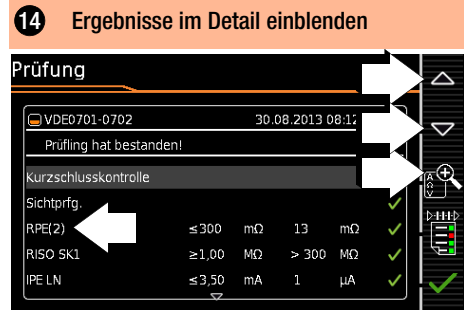 14 Ergebnisse im Detail einblenden
Prüfung
VDE0701-0702 30.08.2013 08:12
Prüfling hat bestanden!
Kurzschlusskontrolle
Sichtprfg.
RPE(2) ≤300 mΩ 13 mΩ
RISO SK1 ≥1,00 MΩ > 300 MΩ
IPE LN ≤3,50 mA 1 µA